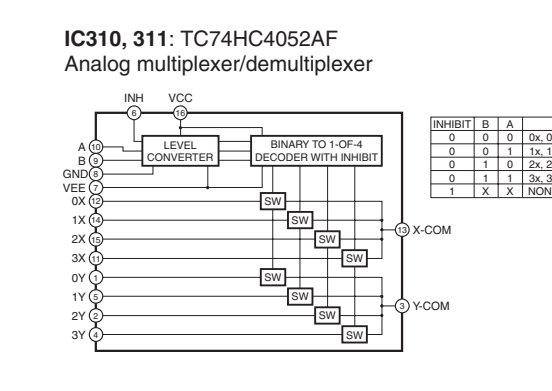 IC310, 311: TC74HC4052AF
Analog multiplexer/demultiplexer
INH VCC
6 16
A 10 LEVEL CONVERTER BINARY TO 1-OF-4 DECODER WITH INHIBIT
B 9
GND 8
VEE 7
0X 12 SW
1X 14 SW
13 X-COM
2X 15 SW
3X 11 SW
0Y 1 SW
1Y 5 SW
3 Y-COM
2Y 2 SW
3Y 4 SW
INHIBIT B A
0 0 0 0x, 0
0 0 1 1x, 1
0 1 0 2x, 2
0 1 1 3x, 3
1 X X NON